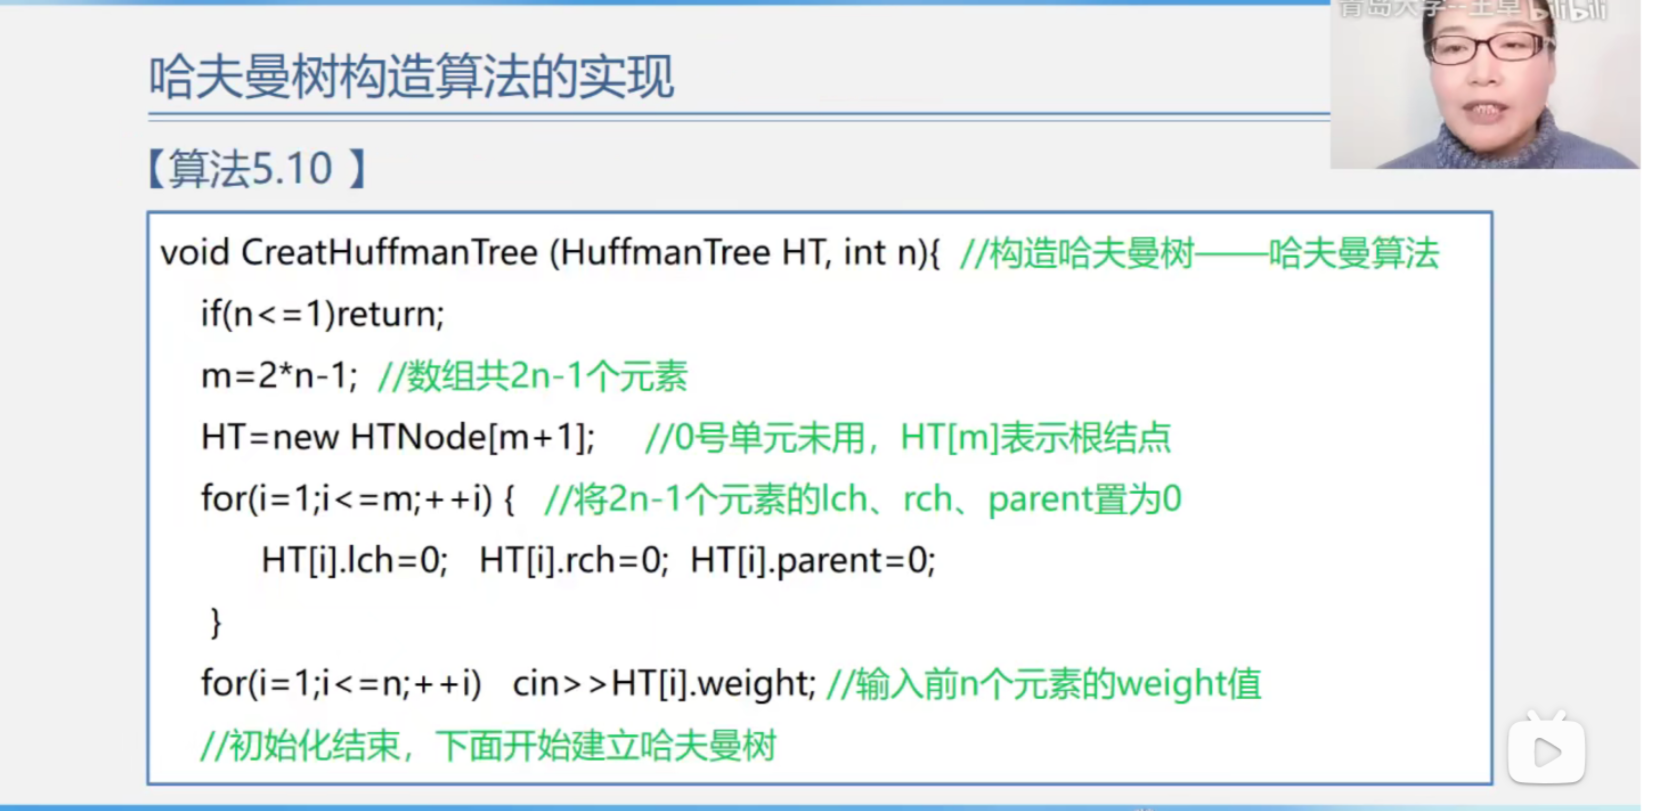 青岛大学--王卓 bilibili
哈夫曼树构造算法的实现
【算法5.10 】
void CreatHuffmanTree (HuffmanTree HT, int n){ //构造哈夫曼树——哈夫曼算法
if(n<=1)return;
m=2*n-1; //数组共2n-1个元素
HT=new HTNode[m+1]; //0号单元未用，HT[m]表示根结点
for(i=1;i<=m;++i) { //将2n-1个元素的lch、rch、parent置为0
HT[i].lch=0; HT[i].rch=0; HT[i].parent=0;
}
for(i=1;i<=n;++i) cin>>HT[i].weight; //输入前n个元素的weight值
//初始化结束，下面开始建立哈夫曼树